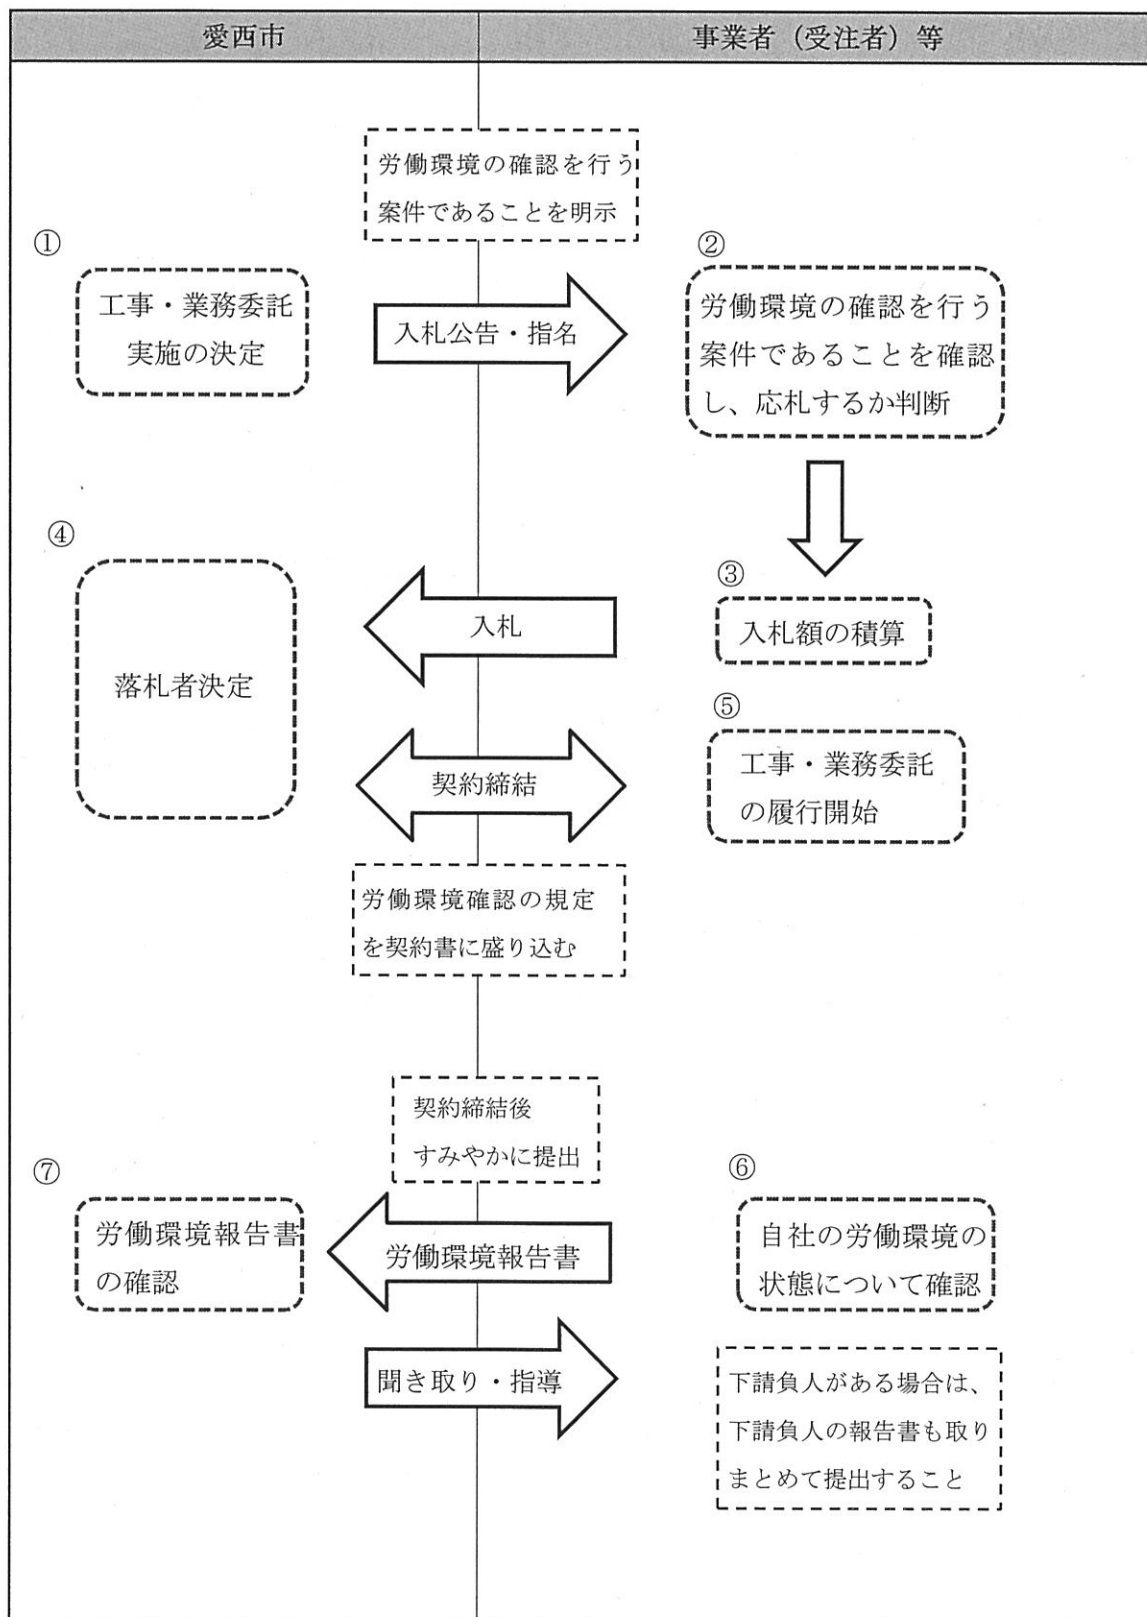 愛西市
事業者（受注者）等
労働環境の確認を行う
案件であることを明示
①
工事・業務委託
実施の決定
入札公告・指名
②
労働環境の確認を行う
案件であることを確認
し、応札するか判断
③
入札額の積算
入札
④
落札者決定
契約締結
⑤
工事・業務委託
の履行開始
労働環境確認の規定
を契約書に盛り込む
契約締結後
すみやかに提出
⑥
自社の労働環境の
状態について確認
労働環境報告書
⑦
労働環境報告書
の確認
聞き取り・指導
下請負人がある場合は、
下請負人の報告書も取り
まとめて提出すること